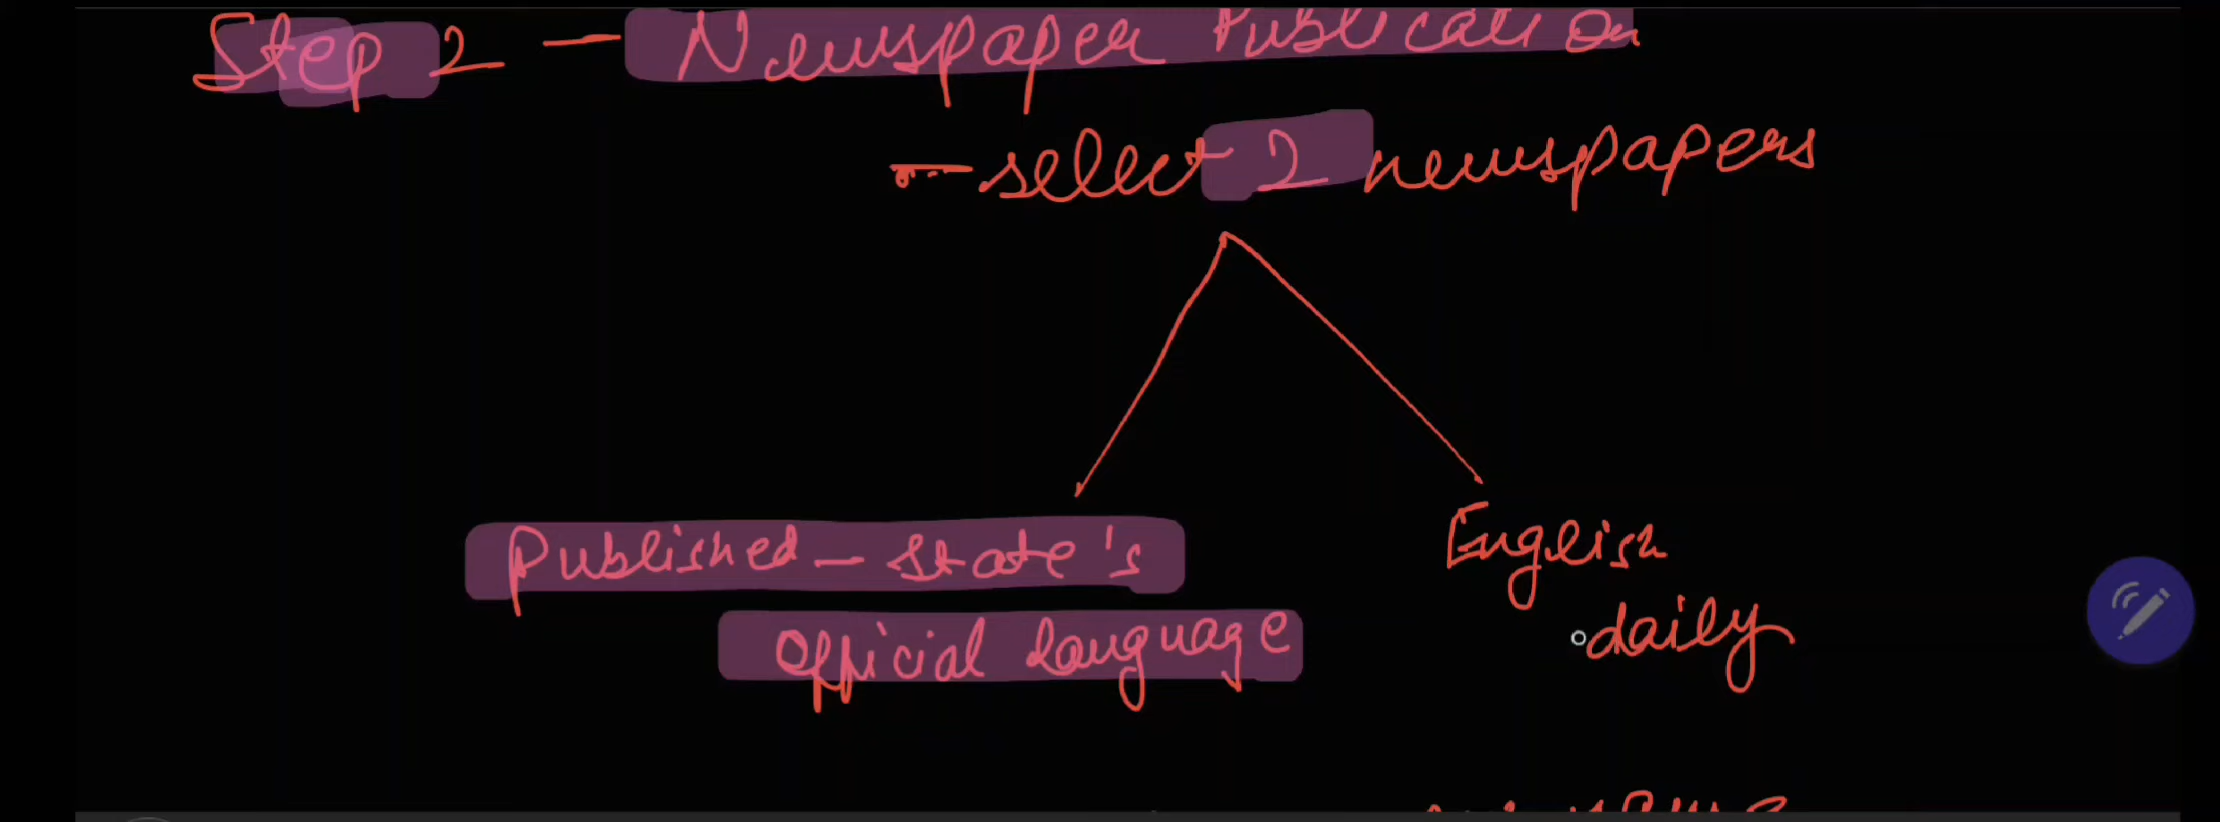 Step 2 — Newspaper Publication
— select 2 newspapers
Published — state's
official language
English
daily